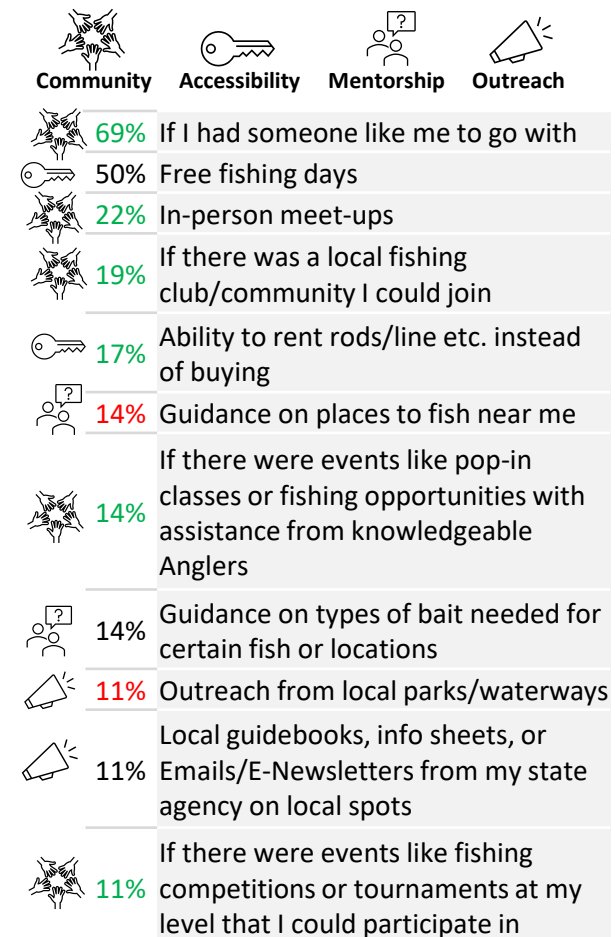 Community Accessibility Mentorship Outreach
69% If I had someone like me to go with
50% Free fishing days
22% In-person meet-ups
19% If there was a local fishing
club/community I could join
17% Ability to rent rods/line etc. instead
of buying
14% Guidance on places to fish near me
If there were events like pop-in
classes or fishing opportunities with
14% assistance from knowledgeable
Anglers
14% Guidance on types of bait needed for
certain fish or locations
11% Outreach from local parks/waterways
Local guidebooks, info sheets, or
11% Emails/E-Newsletters from my state
agency on local spots
If there were events like fishing
11% competitions or tournaments at my
level that I could participate in